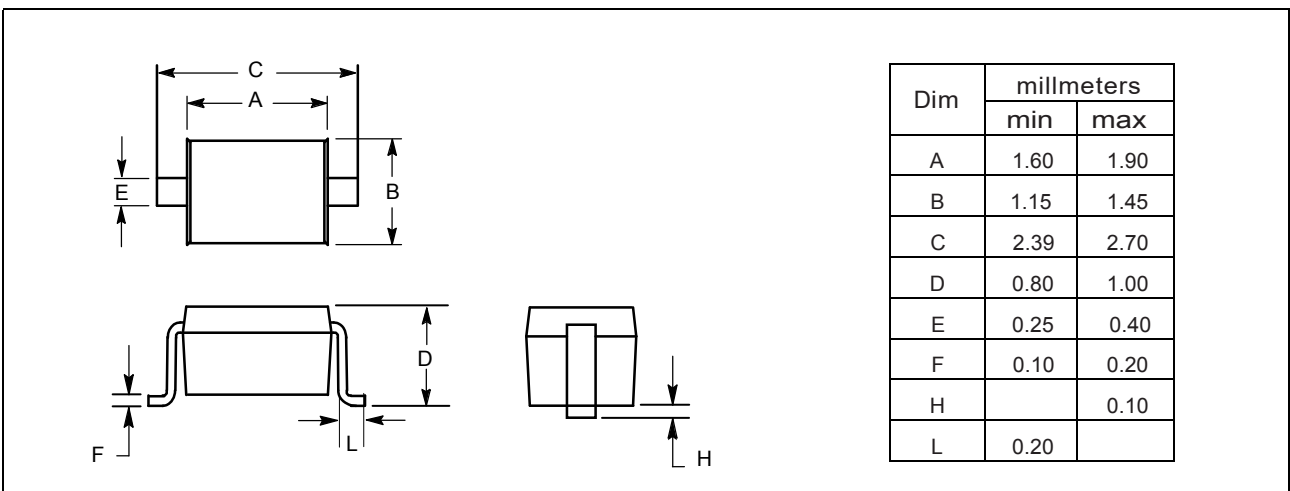 C
A
E
B
D
F
L
H
Dim millmeters
min max
A 1.60 1.90
B 1.15 1.45
C 2.39 2.70
D 0.80 1.00
E 0.25 0.40
F 0.10 0.20
H 0.10
L 0.20